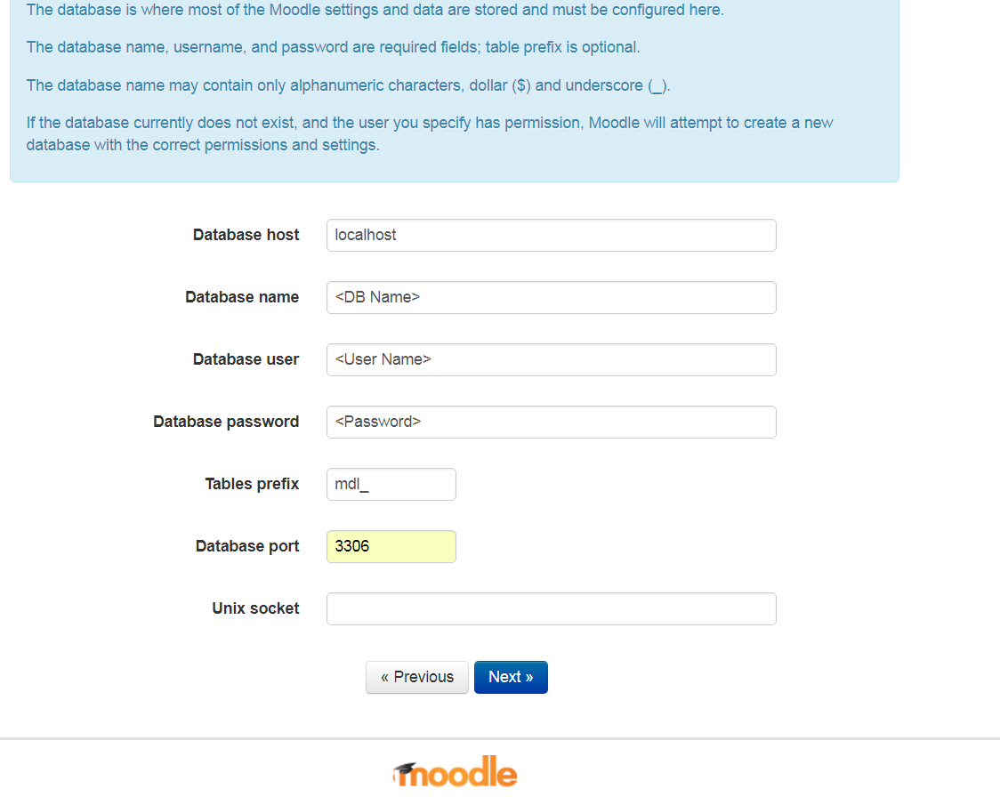 The database is where most of the Moodle settings and data are stored and must be configured here.
The database name, username, and password are required fields; table prefix is optional.
The database name may contain only alphanumeric characters, dollar ($) and underscore (_).
If the database currently does not exist, and the user you specify has permission, Moodle will attempt to create a new
database with the correct permissions and settings.
Database host localhost
Database name <DB Name>
Database user <User Name>
Database password <Password>
Tables prefix mdl_
Database port 3306
Unix socket
« Previous Next »
moodle